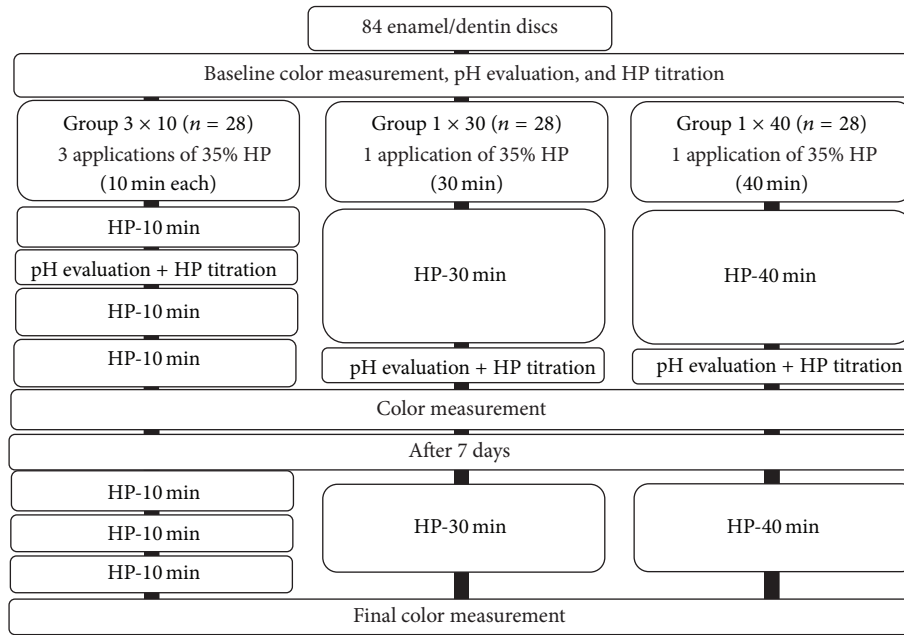 84 enamel/dentin discs
Baseline color measurement, pH evaluation, and HP titration
Group 3 × 10 (n = 28)
3 applications of 35% HP
(10 min each)
Group 1 × 30 (n = 28)
1 application of 35% HP
(30 min)
Group 1 × 40 (n = 28)
1 application of 35% HP
(40 min)
HP-10 min
pH evaluation + HP titration
HP-10 min
HP-10 min
HP-30 min
pH evaluation + HP titration
HP-40 min
pH evaluation + HP titration
Color measurement
After 7 days
HP-10 min
HP-10 min
HP-10 min
HP-30 min
HP-40 min
Final color measurement